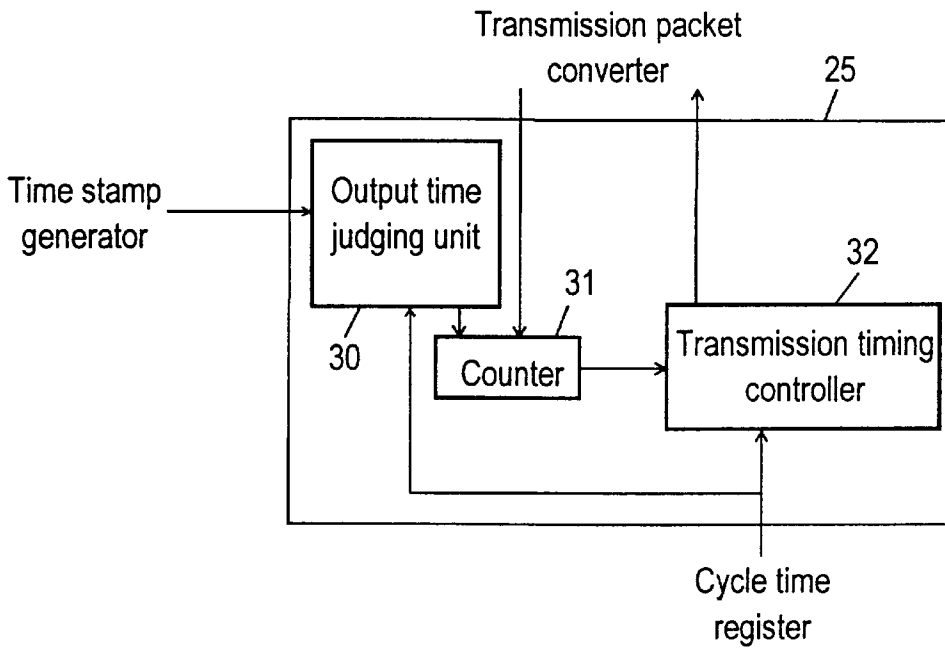 Transmission packet
converter
25
Time stamp
generator
Output time
judging unit
30
31
Counter
32
Transmission timing
controller
Cycle time
register